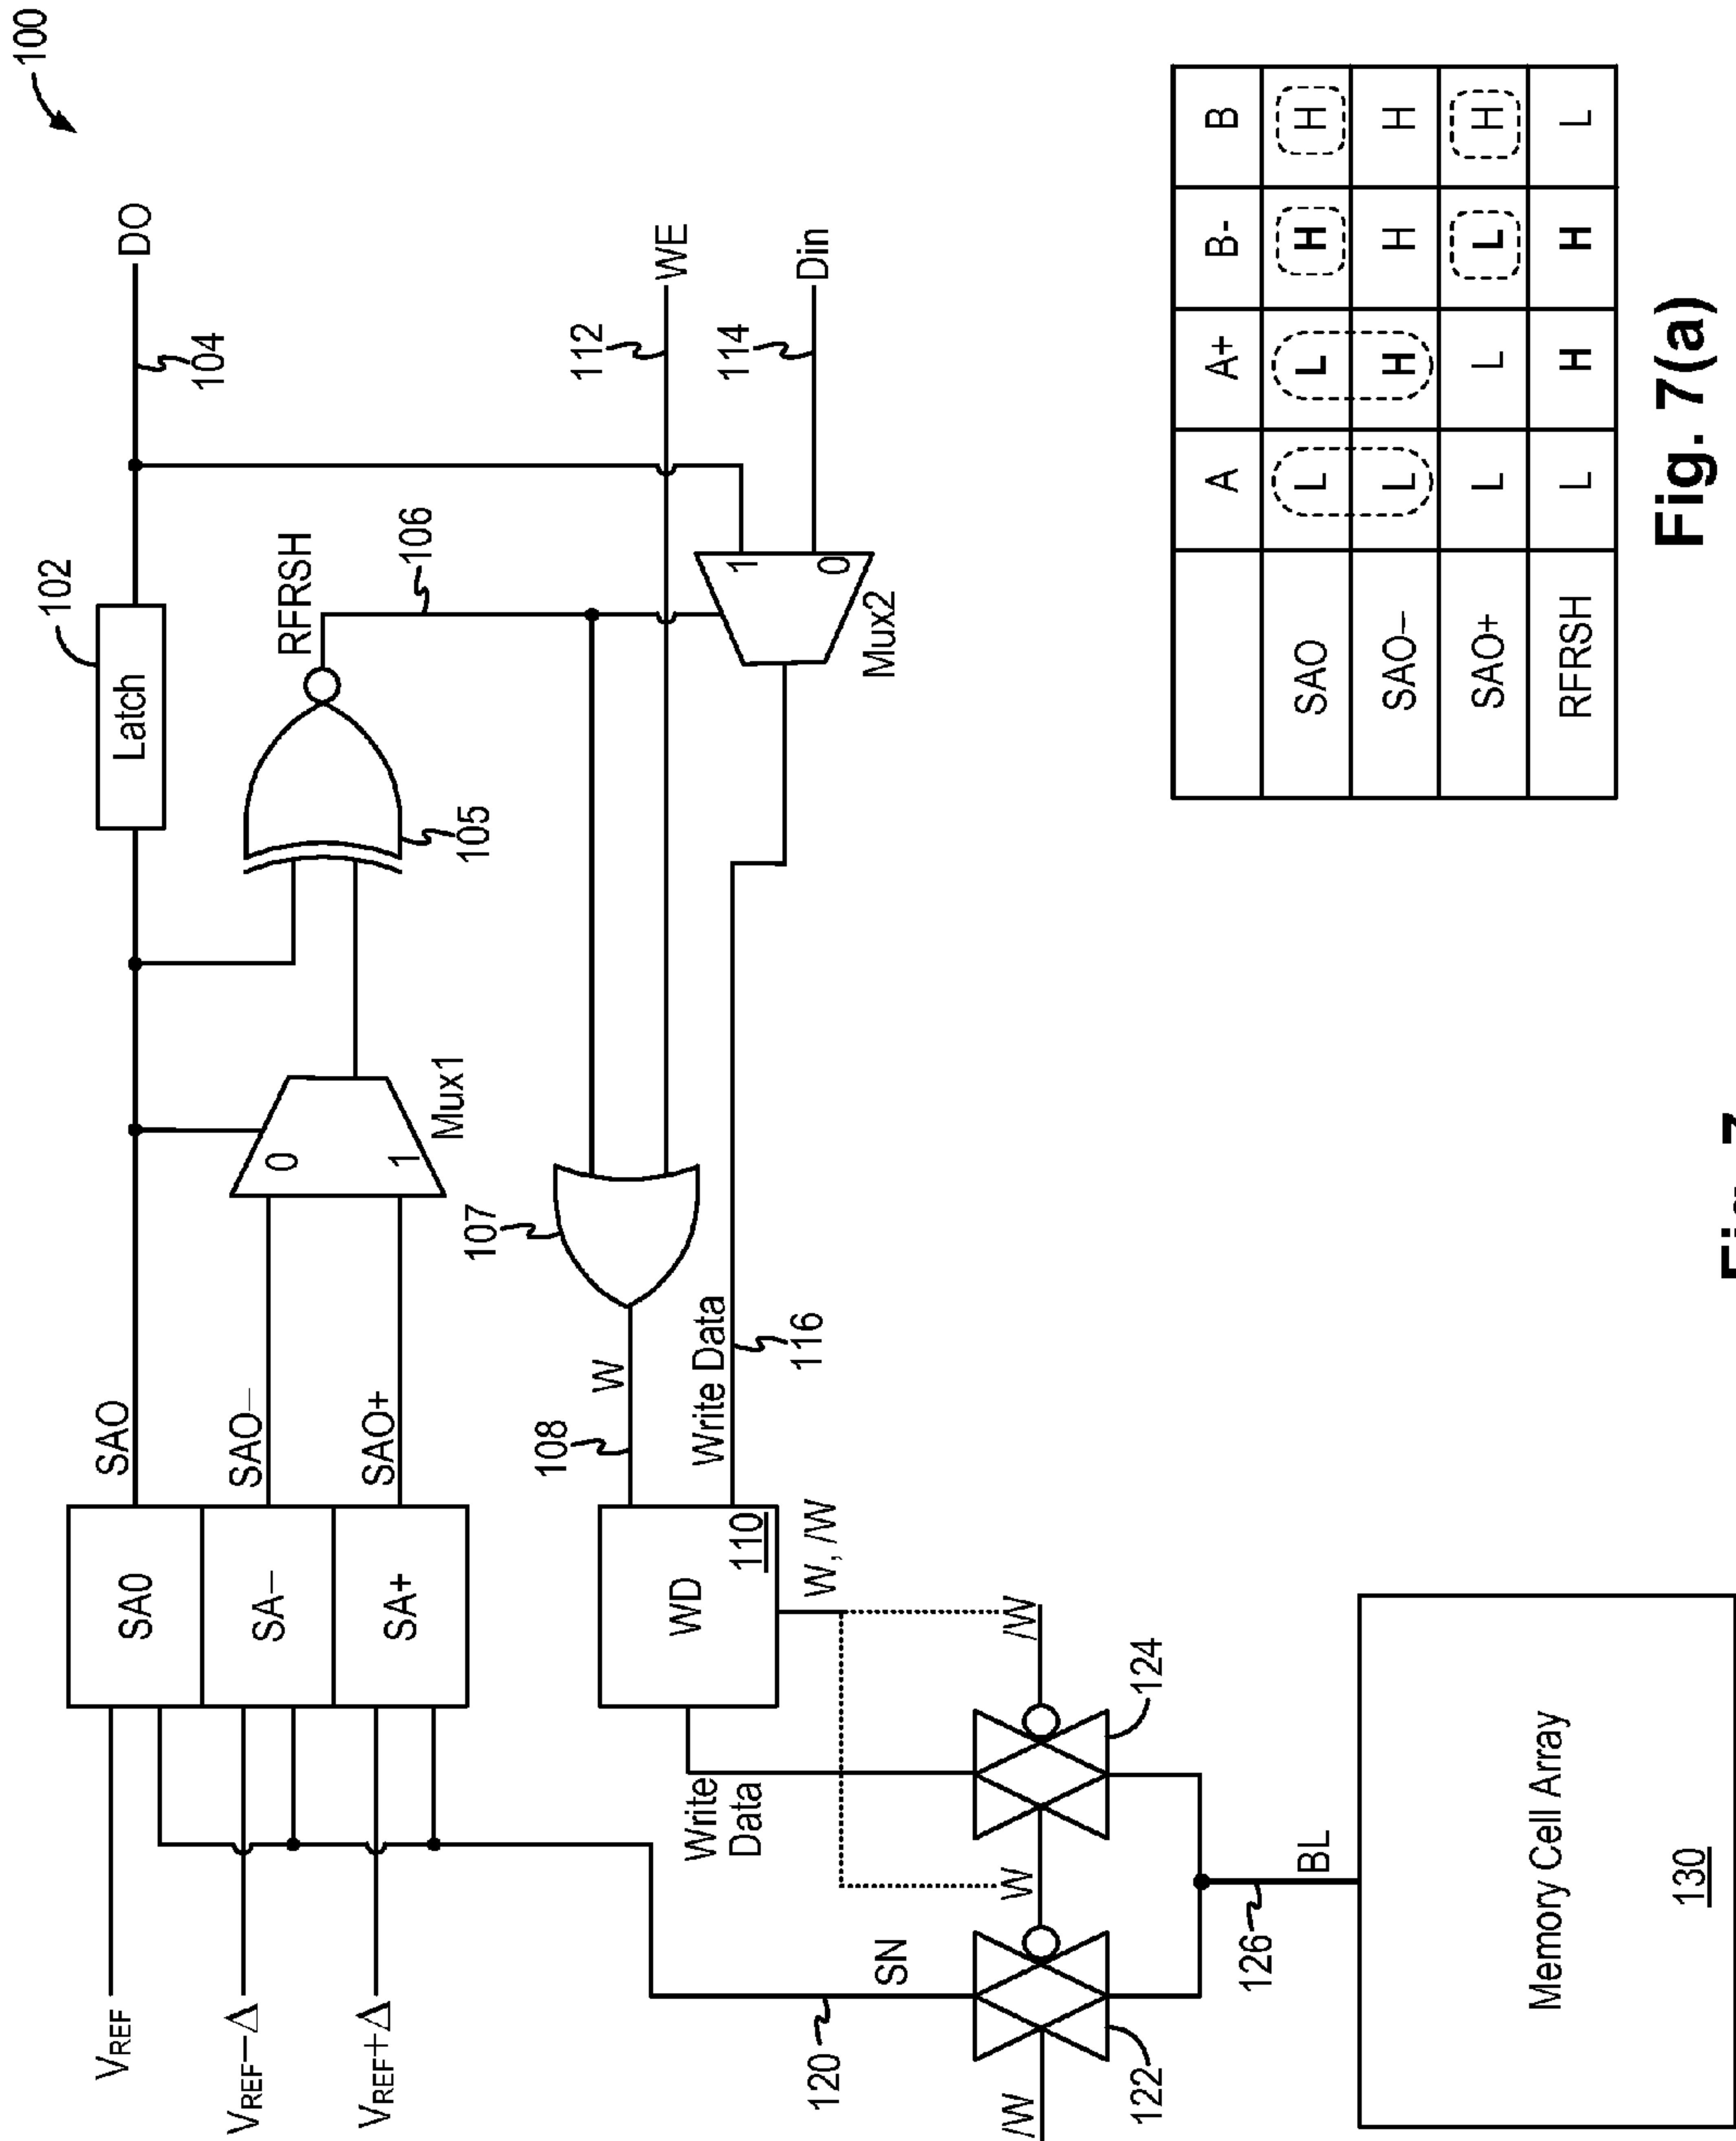 100
VREF
VREF−Δ
VREF+Δ
SA0
SA−
SA+
SAO
SAO−
SAO+
0
1
Mux1
102
Latch
104
DO
105
RFRSH
106
107
108
W
WD
110
Write Data
116
112
WE
114
Din
1
0
Mux2
W, /W
Write
Data
120
SN
/W
W
/W
122
124
126
BL
Memory Cell Array
130
A A+ B- B
SAO L L H H
SAO− L H H H
SAO+ L L L H
RFRSH L H H L
Fig. 7(a)